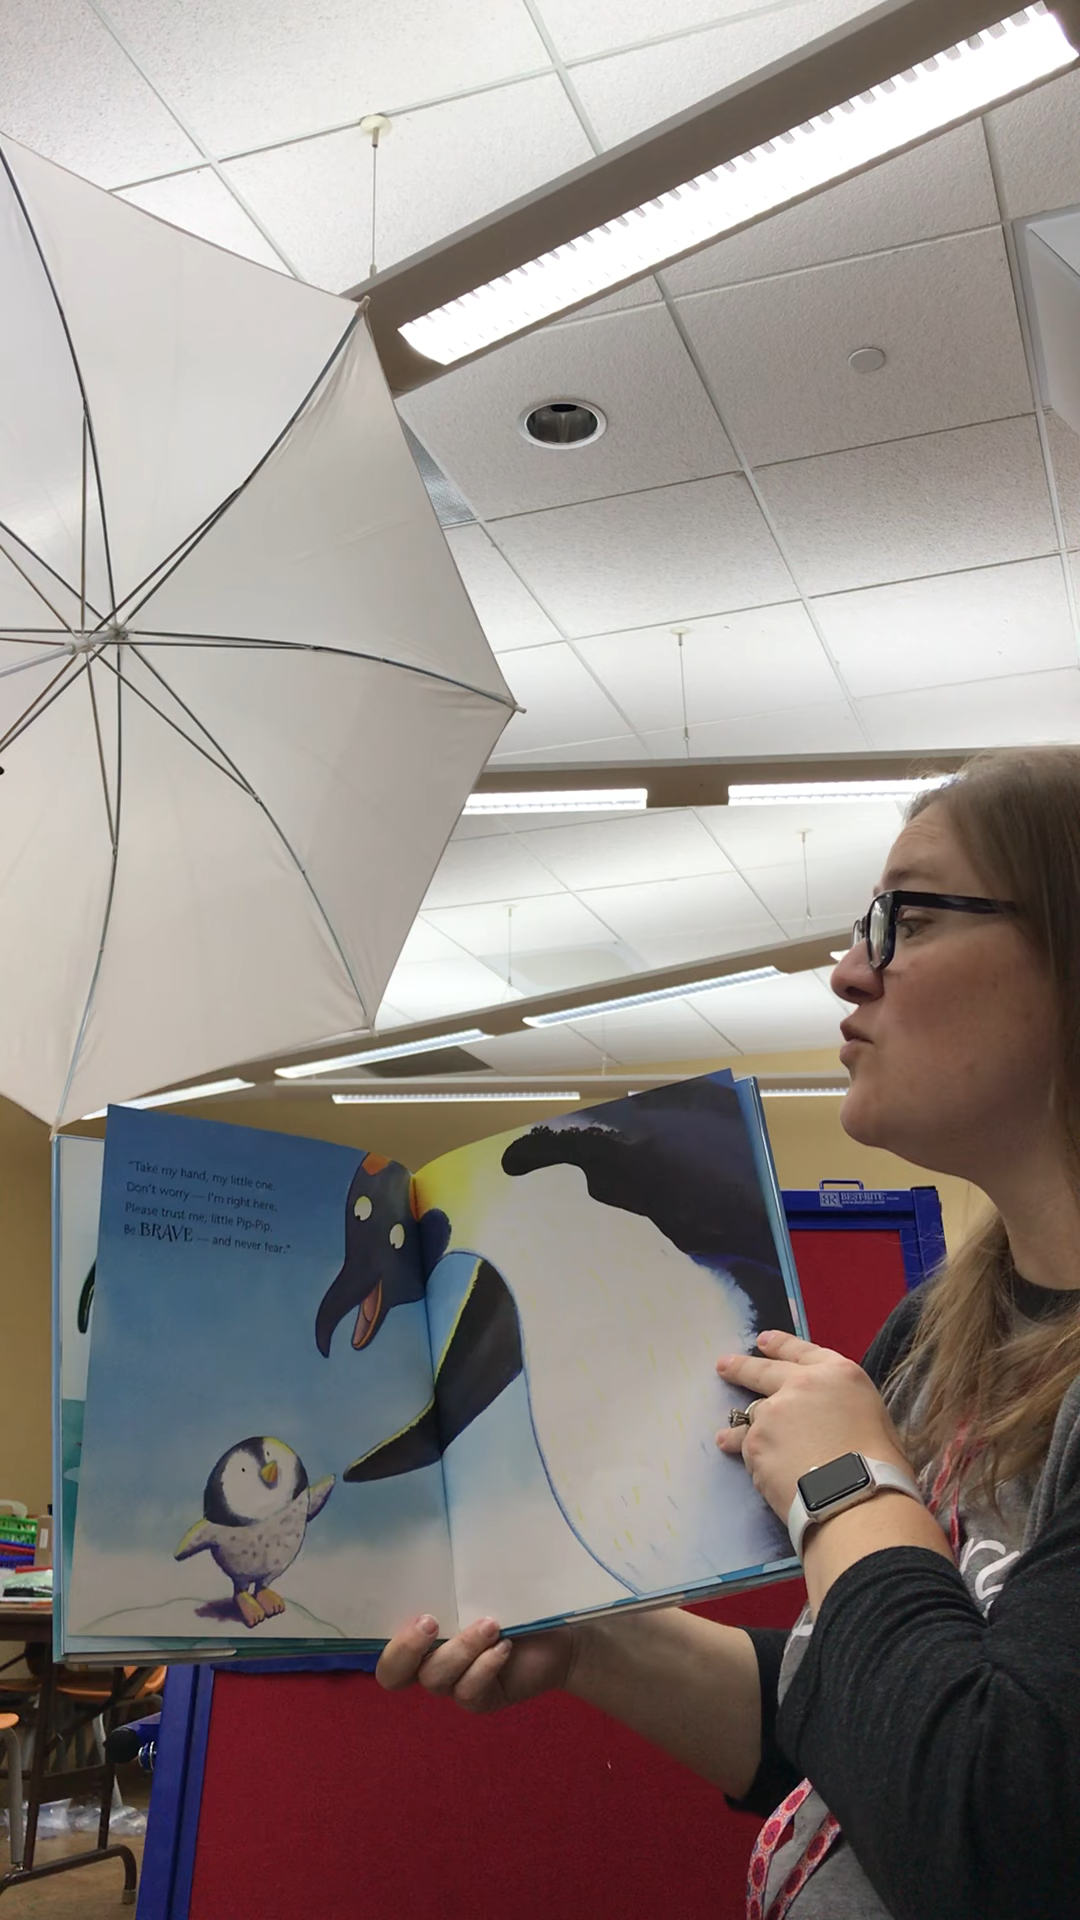 "Take my hand, my little one.
Don't worry — I'm right here.
Please trust me, little Pip-Pip.
Be BRAVE — and never fear."
BEST-RITE